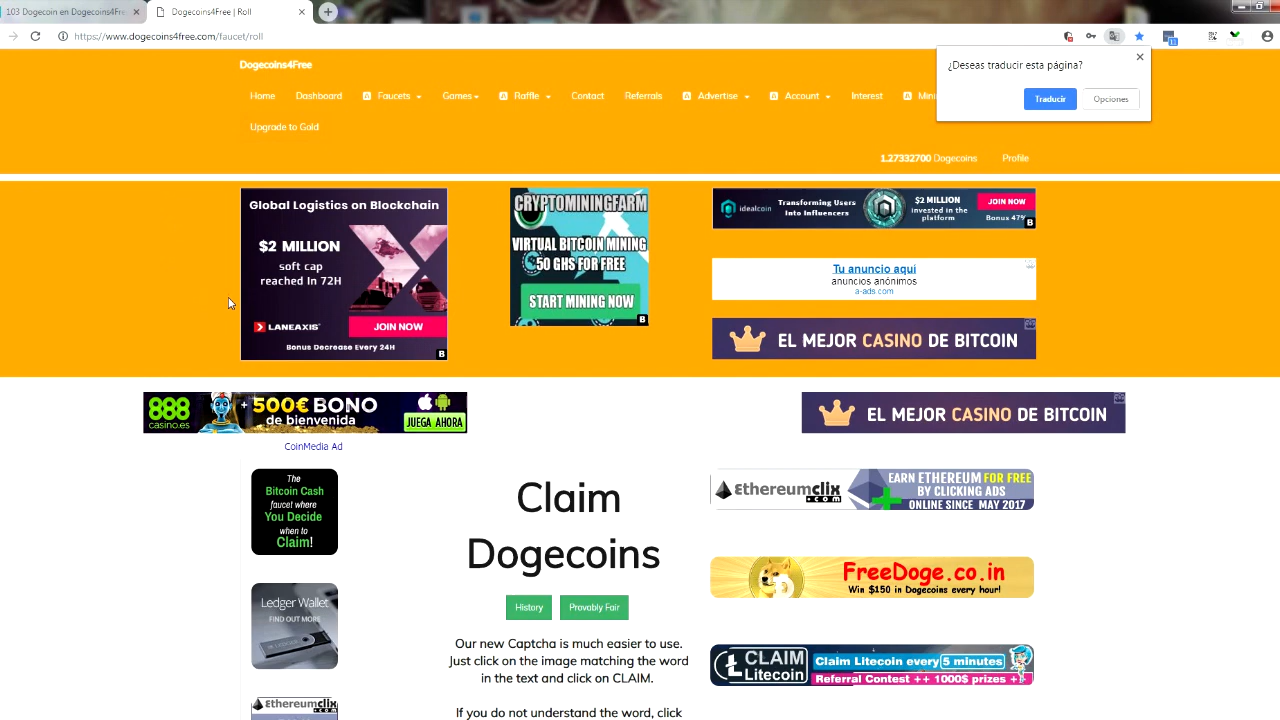 103 Dogecoin en Dogecoins4Fre
Dogecoins4Free | Roll
https://www.dogecoins4free.com/faucet/roll
¿Deseas traducir esta página?
Traducir
Opciones
Dogecoins4Free
Home
Dashboard
Faucets
Games
Raffle
Contact
Referrals
Advertise
Account
Interest
Upgrade to Gold
1,27332700 Dogecoins
Profile
Global Logistics on Blockchain
$2 MILLION
soft cap
reached in 72H
LANEAXIS
JOIN NOW
Bonus Decrease Every 24H
B
CRYPTOMININGFARM
VIRTUAL BITCOIN MINING
50 GHS FOR FREE
START MINING NOW
B
idealcoin
Transforming Users
Into Influencers
$2 MILLION
invested in the
platform
JOIN NOW
Bonus 47%
B
Tu anuncio aquí
anuncios anónimos
a-ads.com
EL MEJOR CASINO DE BITCOIN
888
casino.es
+ 500€ BONO
de bienvenida
JUEGA AHORA
EL MEJOR CASINO DE BITCOIN
CoinMedia Ad
The
Bitcoin Cash
faucet where
You Decide
when to
Claim!
Ledger Wallet
FIND OUT MORE
Ethereumclix
.com
Claim
Dogecoins
History
Provably Fair
Our new Captcha is much easier to use.
Just click on the image matching the word
in the text and click on CLAIM.
If you do not understand the word, click
Ethereumclix
.com
EARN ETHEREUM FOR FREE
BY CLICKING ADS
ONLINE SINCE MAY 2017
FreeDoge.co.in
Win $150 in Dogecoins every hour!
CLAIM
Litecoin
Claim Litecoin every 5 minutes
Referral Contest ++ 1000$ prizes ++